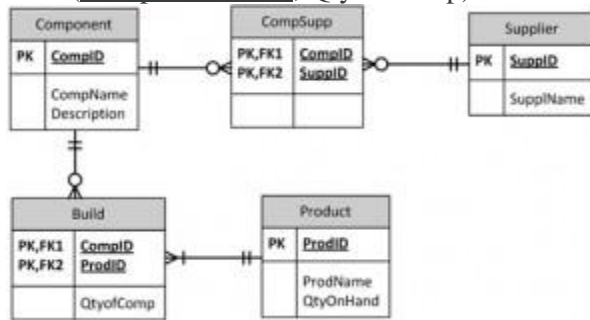 Component
PK CompID
CompName
Description
CompSupp
PK,FK1 CompID
PK,FK2 SuppID
Supplier
PK SuppID
SupplName
Build
PK,FK1 CompID
PK,FK2 ProdID
QtyofComp
Product
PK ProdID
ProdName
QtyOnHand